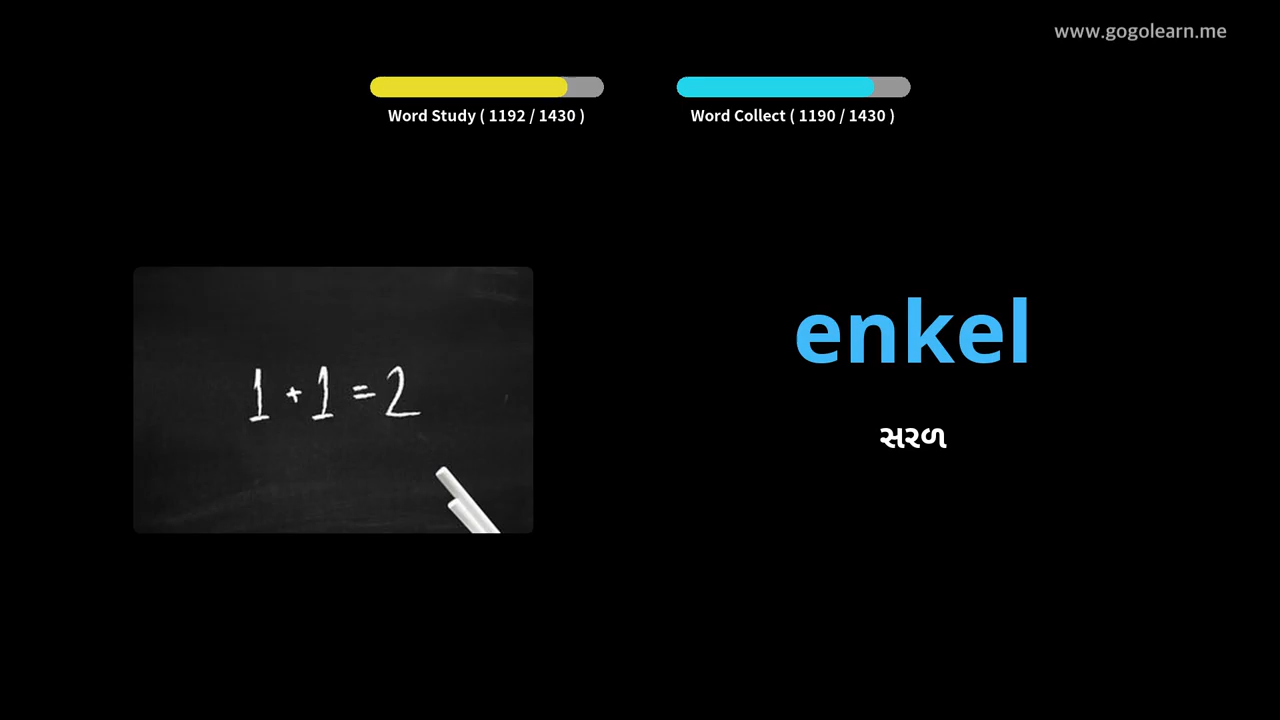 www.gogolearn.me
Word Study ( 1192 / 1430 )
Word Collect ( 1190 / 1430 )
1 + 1 = 2
enkel
સરળ